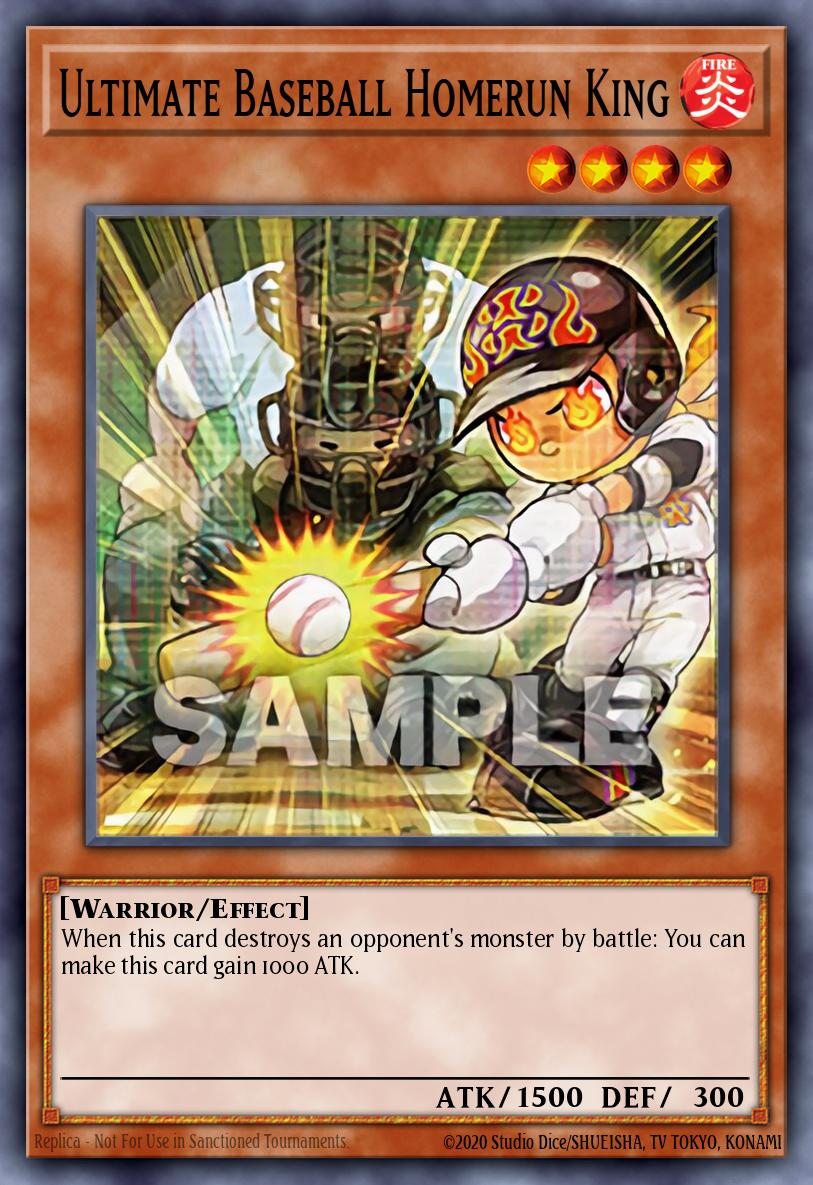 Ultimate Baseball Homerun King
FIRE
炎
SAMPLE
[Warrior/Effect]
When this card destroys an opponent's monster by battle: You can
make this card gain 1000 ATK.
ATK/1500 DEF/ 300
Replica - Not For Use in Sanctioned Tournaments.
©2020 Studio Dice/SHUEISHA, TV TOKYO, KONAMI